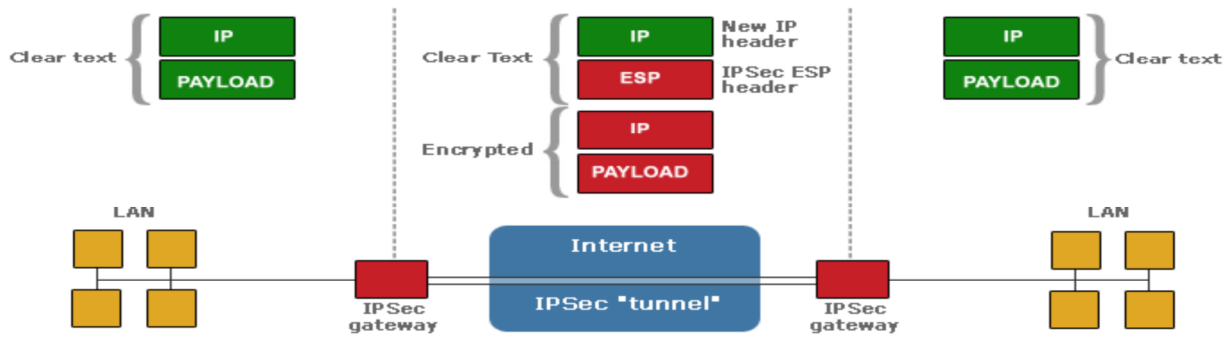 IP
Clear text
PAYLOAD
IP
New IP
header
Clear Text
ESP
IPSec ESP
header
IP
Encrypted
PAYLOAD
IP
Clear text
PAYLOAD
LAN
LAN
Internet
IPSec "tunnel"
IPSec
gateway
IPSec
gateway